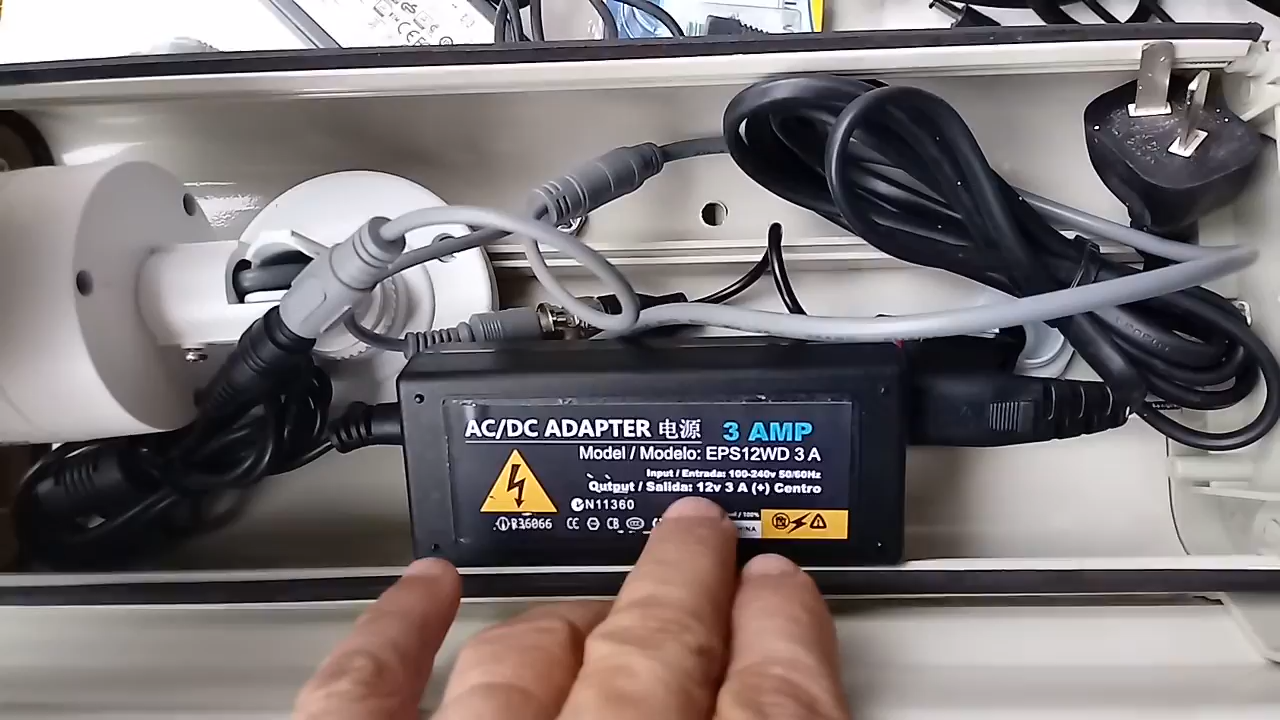 AC/DC ADAPTER 电源 3 AMP
Model / Modelo: EPS12WD 3 A
Input / Entrada: 100-240v 50/60Hz
Output / Salida: 12v 3 A (+) Centro
N11360
R36066